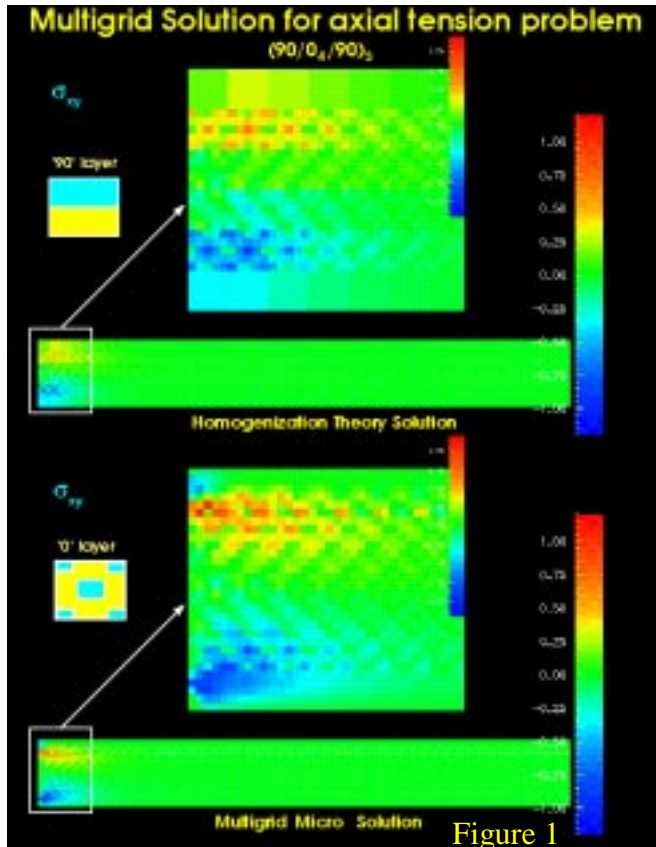 Multigrid Solution for axial tension problem
(90/0₄/90)ₛ
σxy
'90' layer
1.00
0.75
0.50
0.25
0.00
-0.25
-0.50
-0.75
-1.00
Homogenization Theory Solution
σxy
'0' layer
1.00
0.75
0.50
0.25
0.00
-0.25
-0.50
-0.75
-1.00
Multigrid Micro Solution
Figure 1